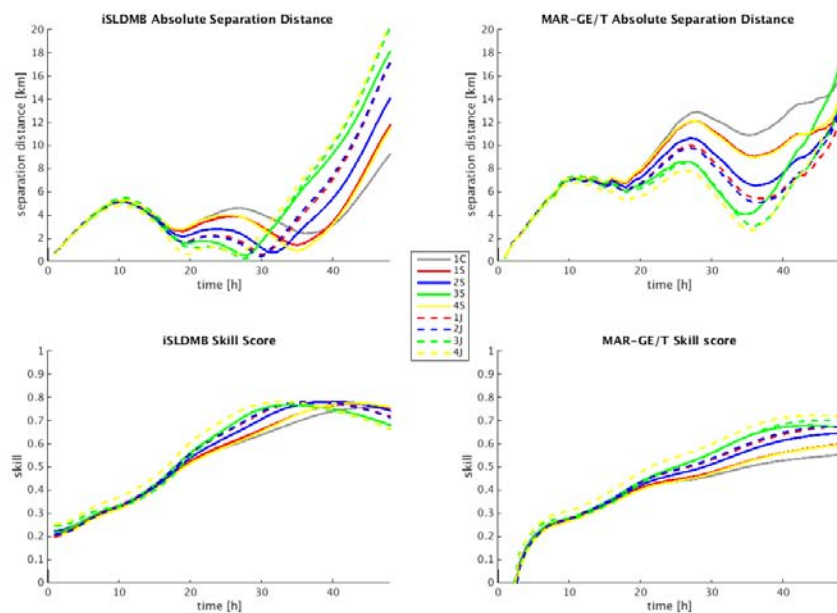 iSLDMB Absolute Separation Distance
separation distance [km]
20
18
16
14
12
10
8
6
4
2
0
0 10 20 30 40
time [h]
MAR-GE/T Absolute Separation Distance
separation distance [km]
20
18
16
14
12
10
8
6
4
2
0
0 10 20 30 40
time [h]
1C
1S
2S
3S
4S
1J
2J
3J
4J
iSLDMB Skill Score
skill
1
0.9
0.8
0.7
0.6
0.5
0.4
0.3
0.2
0.1
0
0 10 20 30 40
time [h]
MAR-GE/T Skill score
skill
1
0.9
0.8
0.7
0.6
0.5
0.4
0.3
0.2
0.1
0
0 10 20 30 40
time [h]